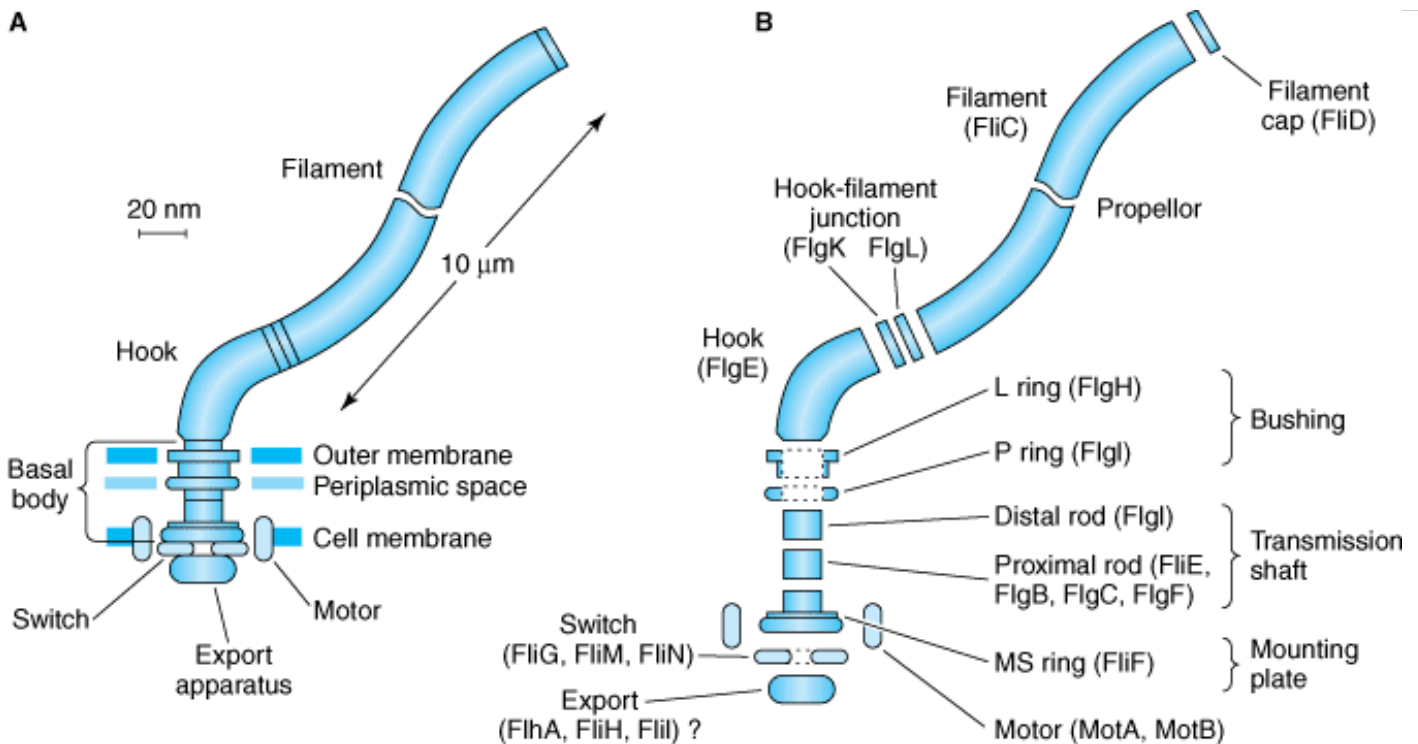 A
Filament
20 nm
10 μm
Hook
Basal
body
Outer membrane
Periplasmic space
Cell membrane
Switch
Motor
Export
apparatus
B
Filament
(FliC)
Filament
cap (FliD)
Hook-filament
junction
(FlgK FlgL)
Propellor
Hook
(FlgE)
L ring (FlgH)
Bushing
P ring (FlgI)
Distal rod (FlgI)
Transmission
shaft
Proximal rod (FliE,
FlgB, FlgC, FlgF)
Switch
(FliG, FliM, FliN)
MS ring (FliF)
Mounting
plate
Export
(FlhA, FliH, FliI) ?
Motor (MotA, MotB)